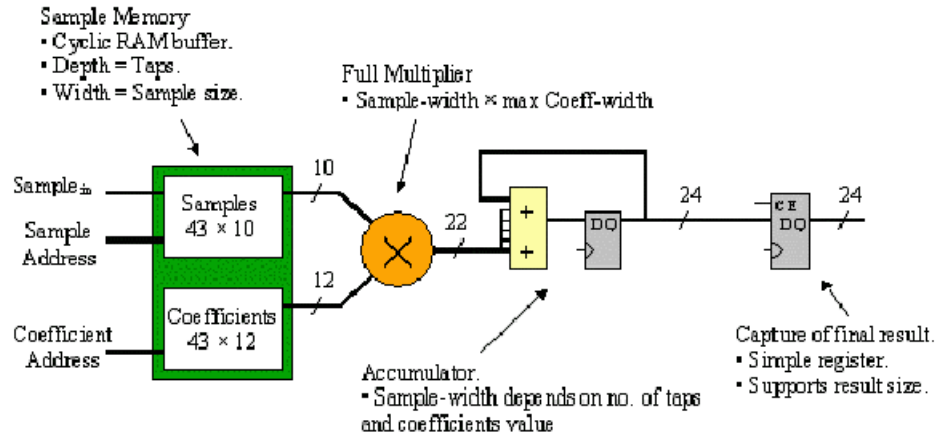 Sample Memory
▪ Cyclic RAM buffer.
▪ Depth = Taps.
▪ Width = Sample size.
Full Multiplier
▪ Sample-width × max Coeff-width
Sample in
Sample
Address
Coefficient
Address
Samples
43 × 10
Coefficients
43 × 12
10
12
22
+
+
DQ
24
CE
DQ
24
Accumulator.
▪ Sample-width depends on no. of taps
and coefficients value
Capture of final result.
▪ Simple register.
▪ Supports result size.